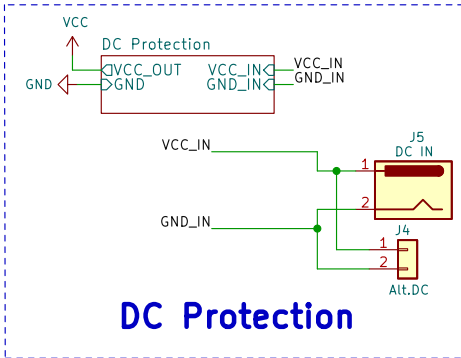 VCC
DC Protection
VCC_OUT VCC_IN VCC_IN
GND GND GND_IN GND_IN
J5
DC IN
VCC_IN
1
2
GND_IN
J4
1
2
Alt.DC
DC Protection